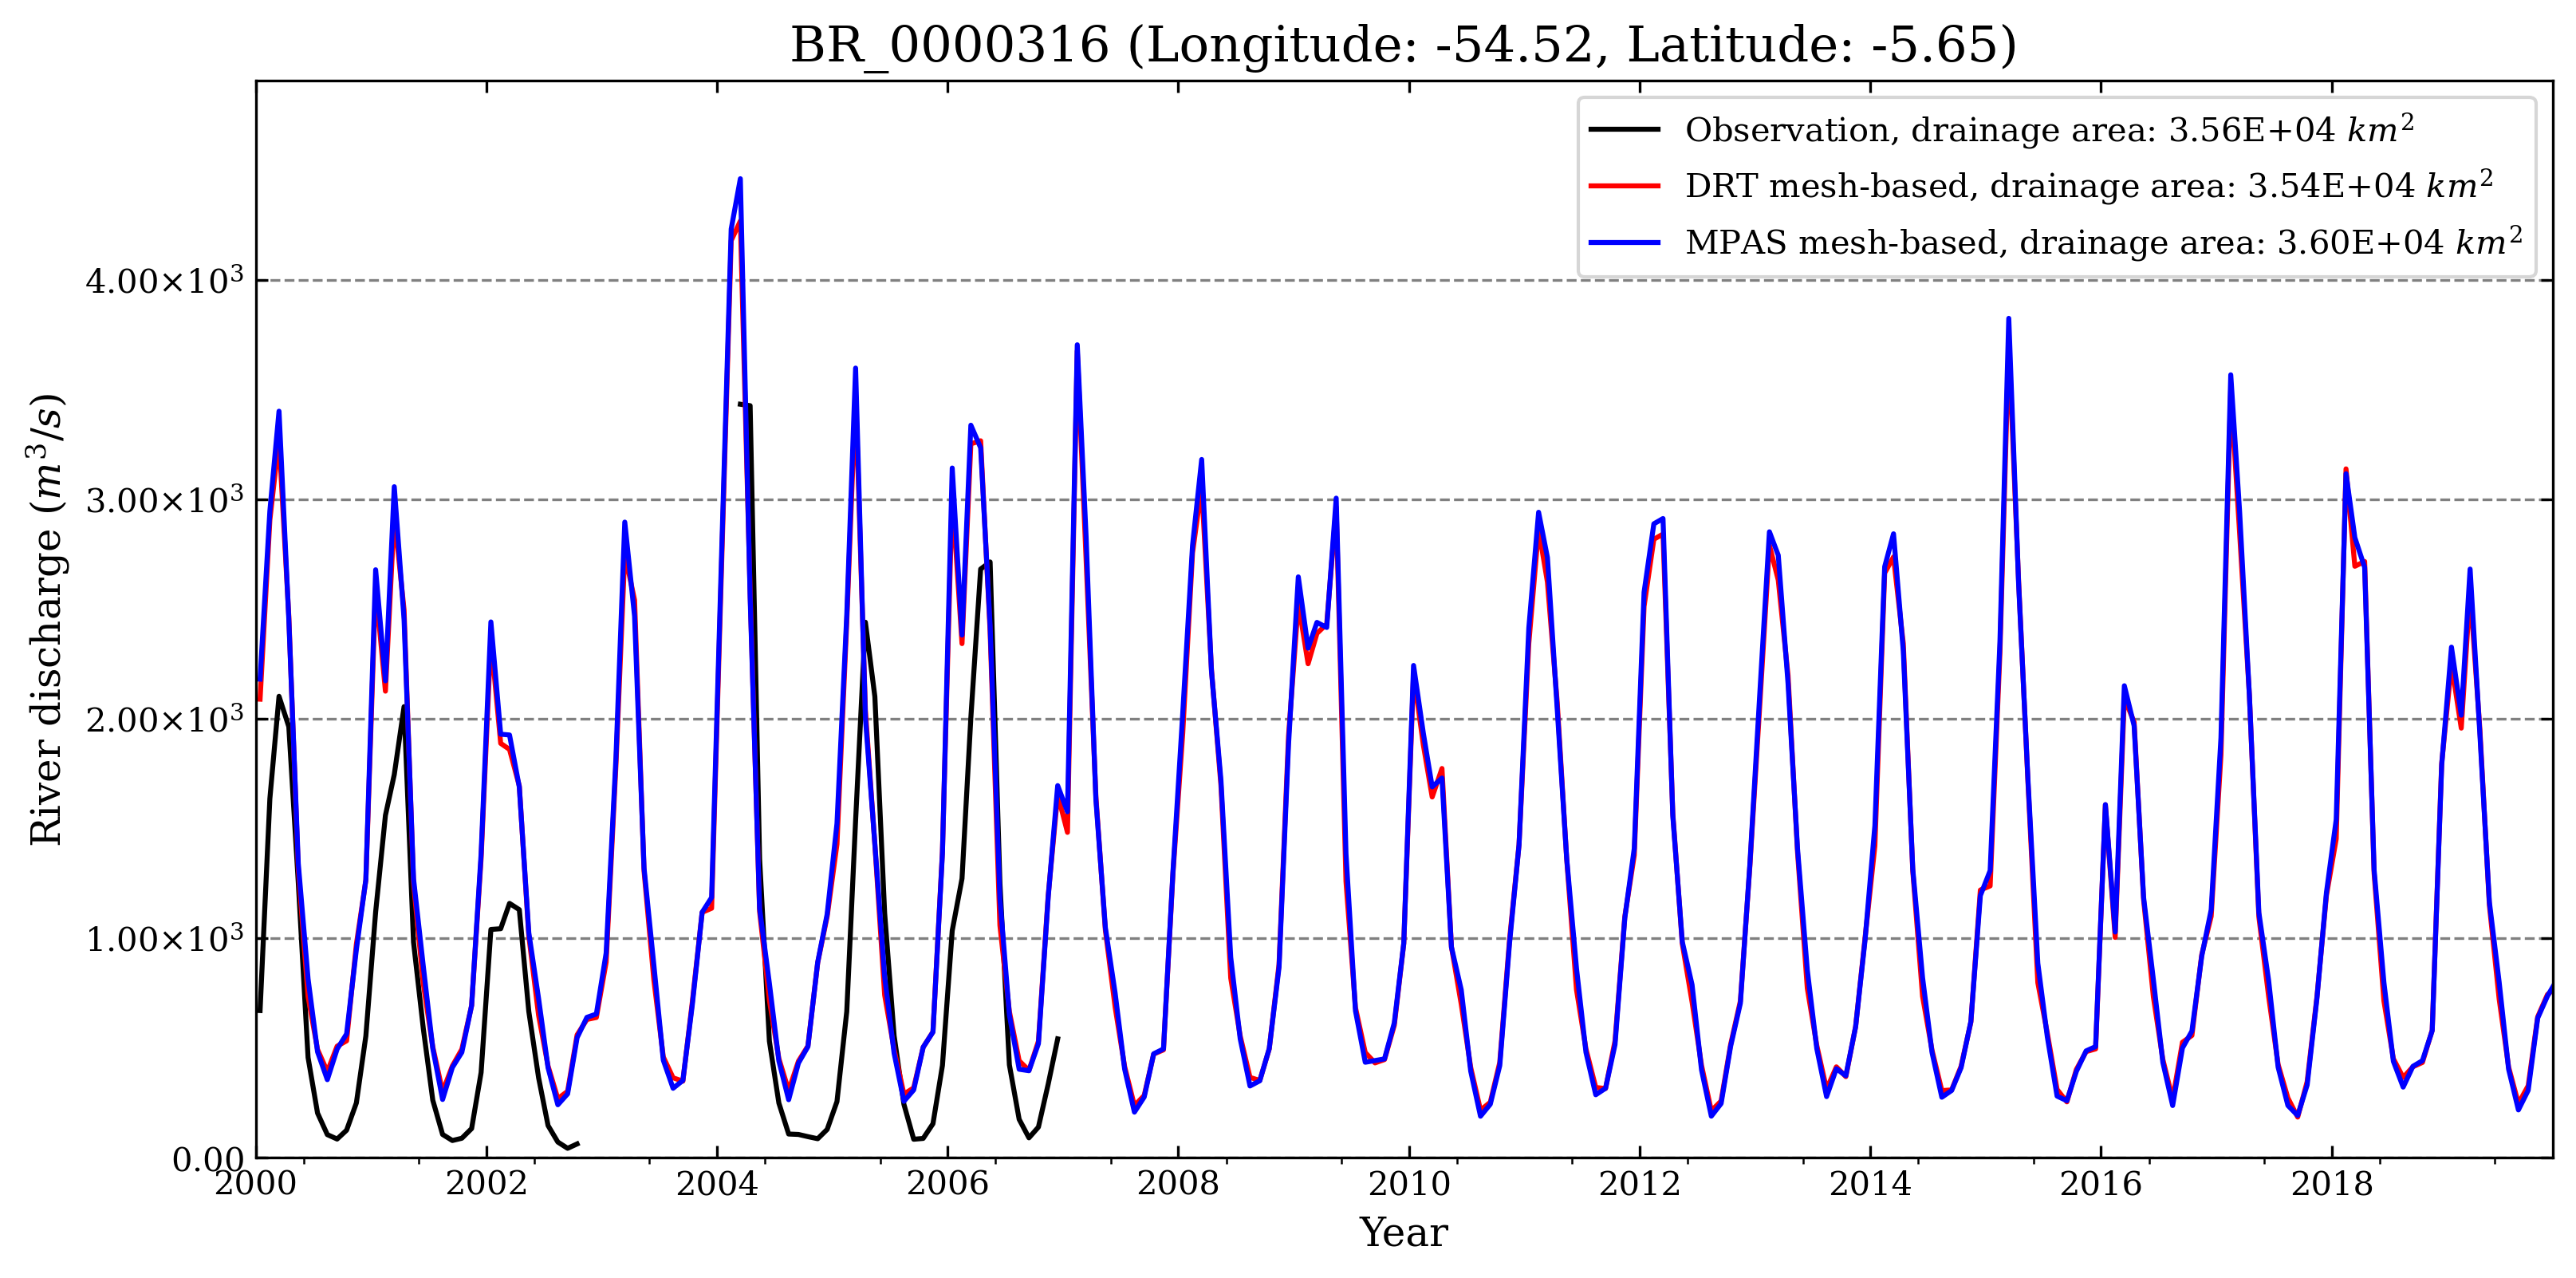 BR_0000316 (Longitude: -54.52, Latitude: -5.65)
Observation, drainage area: 3.56E+04 km²
DRT mesh-based, drainage area: 3.54E+04 km²
MPAS mesh-based, drainage area: 3.60E+04 km²
River discharge (m³/s)
4.00×10³
3.00×10³
2.00×10³
1.00×10³
0.00
2000 2002 2004 2006 2008 2010 2012 2014 2016 2018
Year